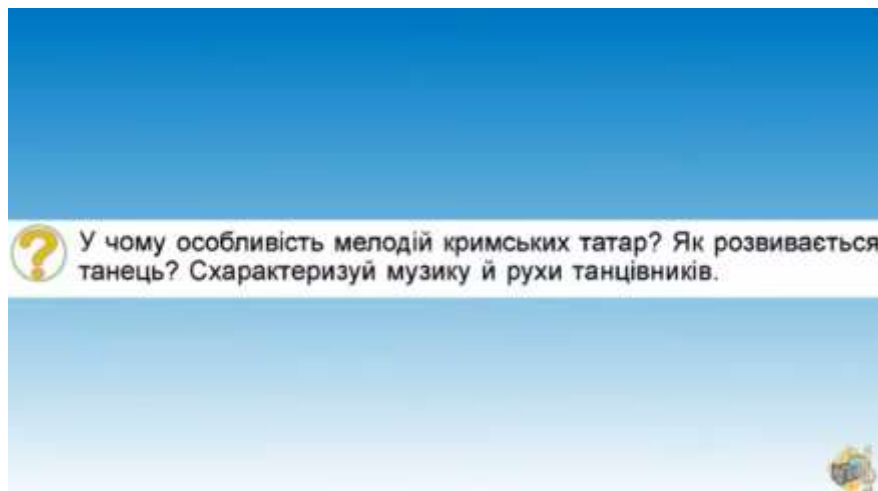 У чому особливість мелодій кримських татар? Як розвивається
танець? Схарактеризуй музику й рухи танцівників.